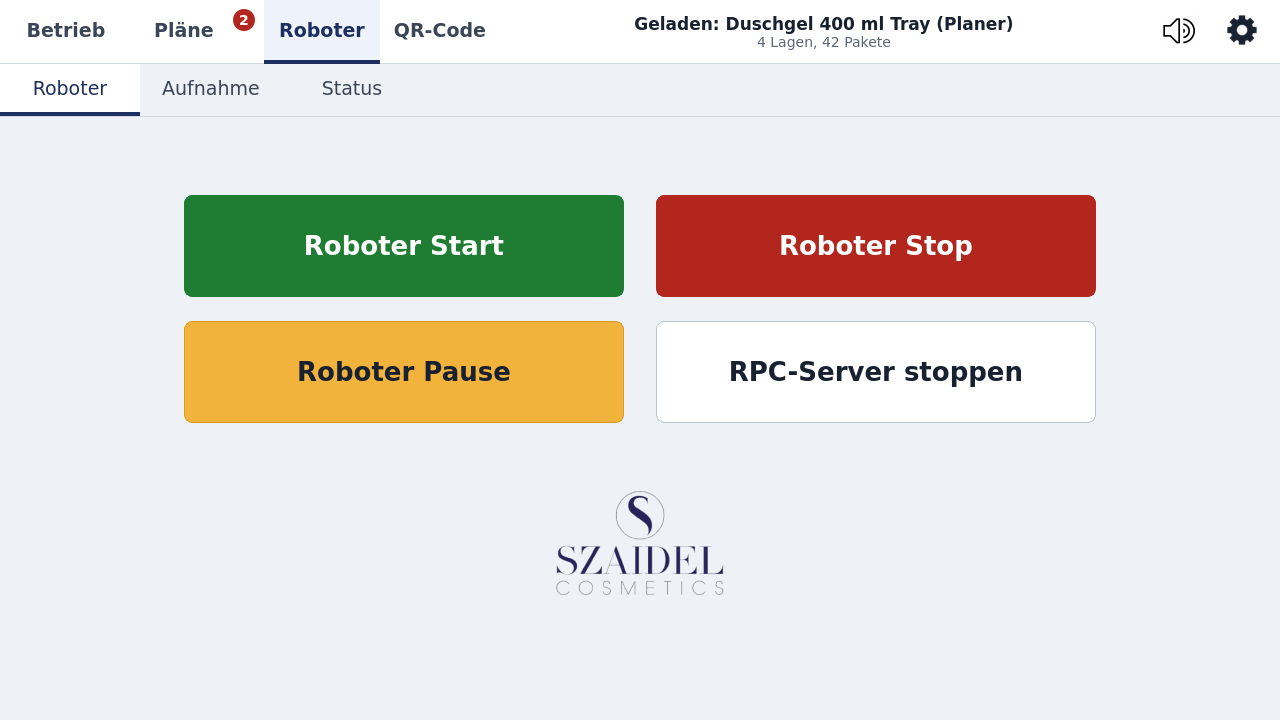 Betrieb
Pläne
2
Roboter
QR-Code
Geladen: Duschgel 400 ml Tray (Planer)
4 Lagen, 42 Pakete
Roboter
Aufnahme
Status
Roboter Start
Roboter Stop
Roboter Pause
RPC-Server stoppen
S
SZAIDEL
COSMETICS